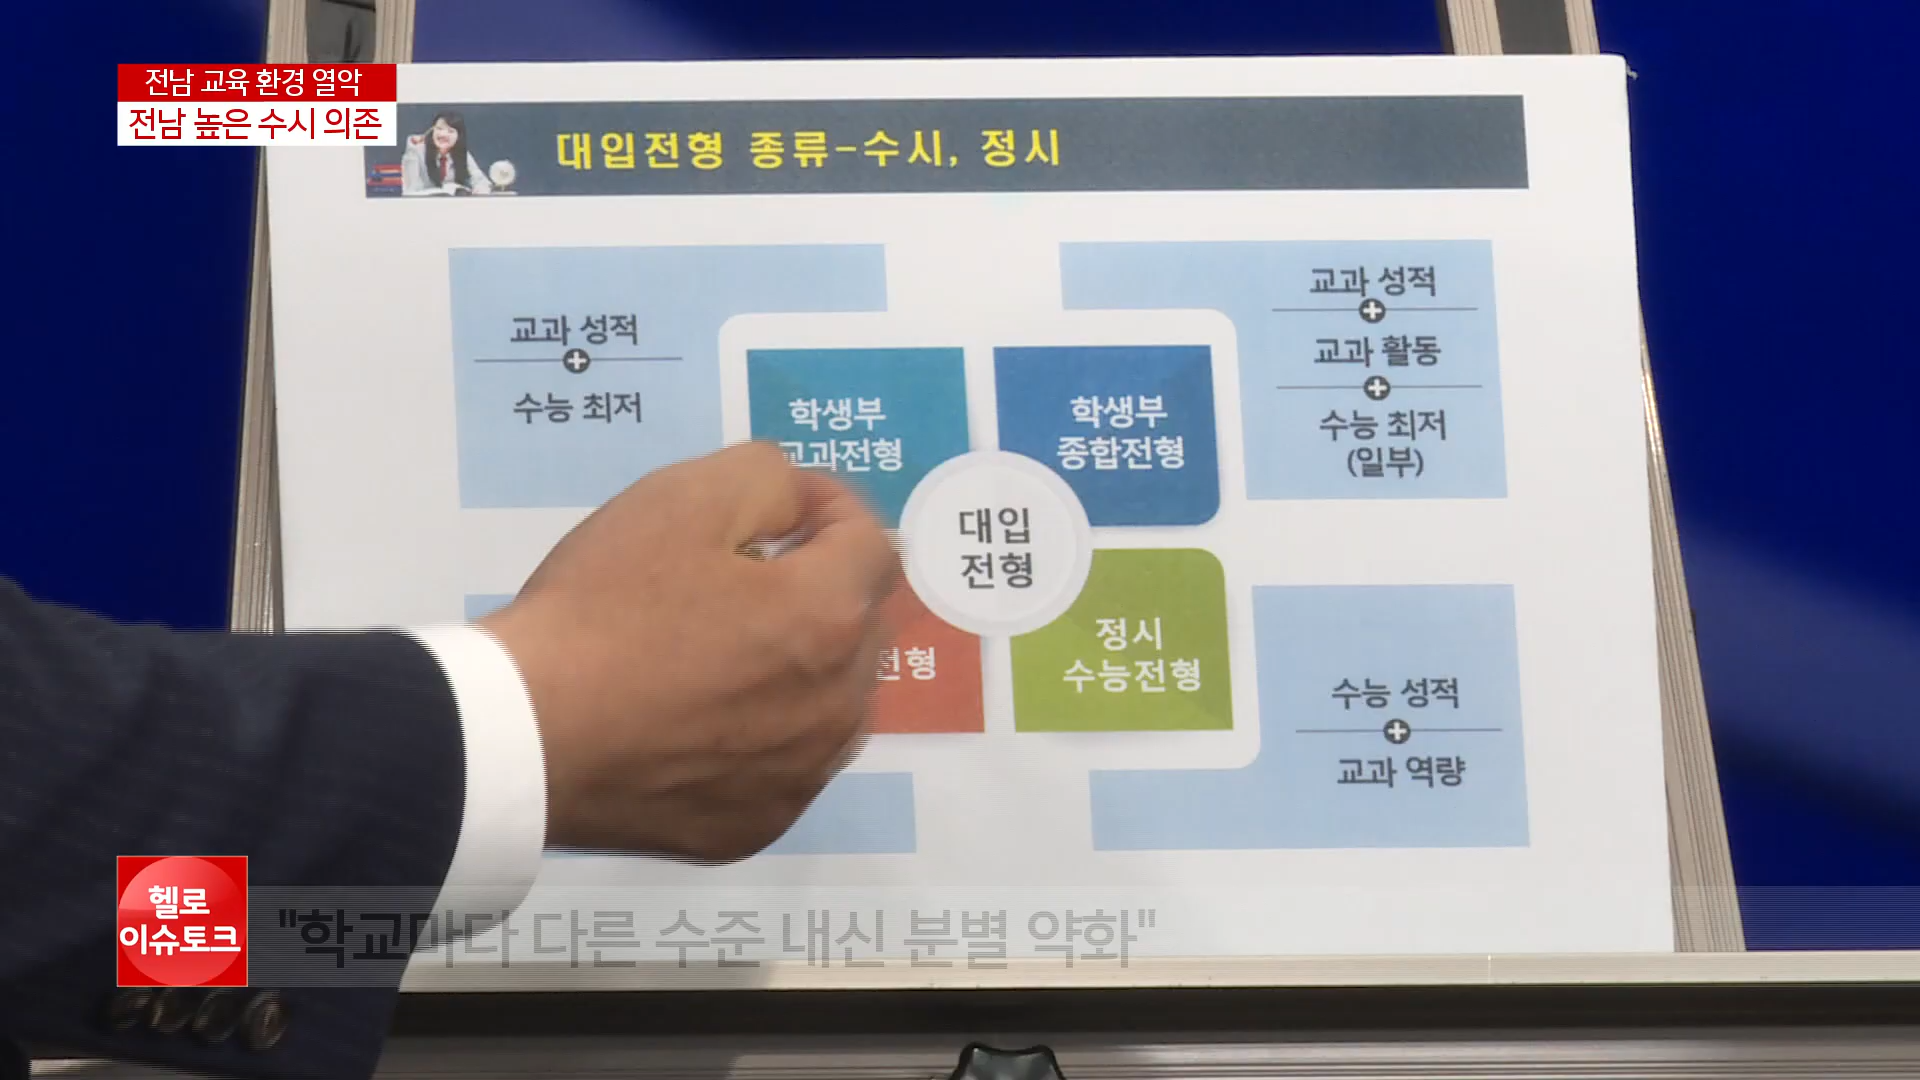 전남 교육 환경 열악
전남 높은 수시 의존
대입전형 종류-수시, 정시
교과 성적
수능 최저
교과 성적
교과 활동
수능 최저
(일부)
학생부
교과전형
학생부
종합전형
대입
전형
전형
정시
수능전형
수능 성적
교과 역량
헬로
이슈토크
"학교마다 다른 수준 내신 분별 약화"